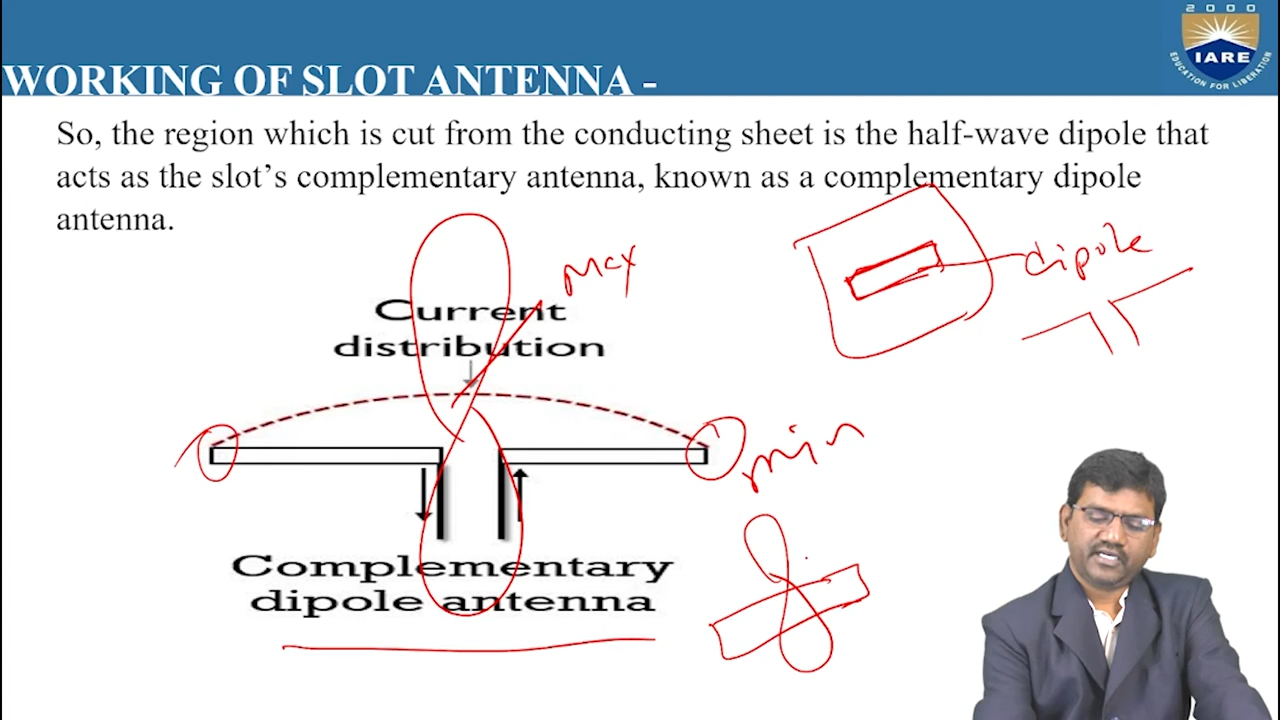 2000
IARE
EDUCATION FOR LIBERATION
WORKING OF SLOT ANTENNA -
So, the region which is cut from the conducting sheet is the half-wave dipole that
acts as the slot's complementary antenna, known as a complementary dipole
antenna.
Max
dipole
Current
distribution
min
Complementary
dipole antenna